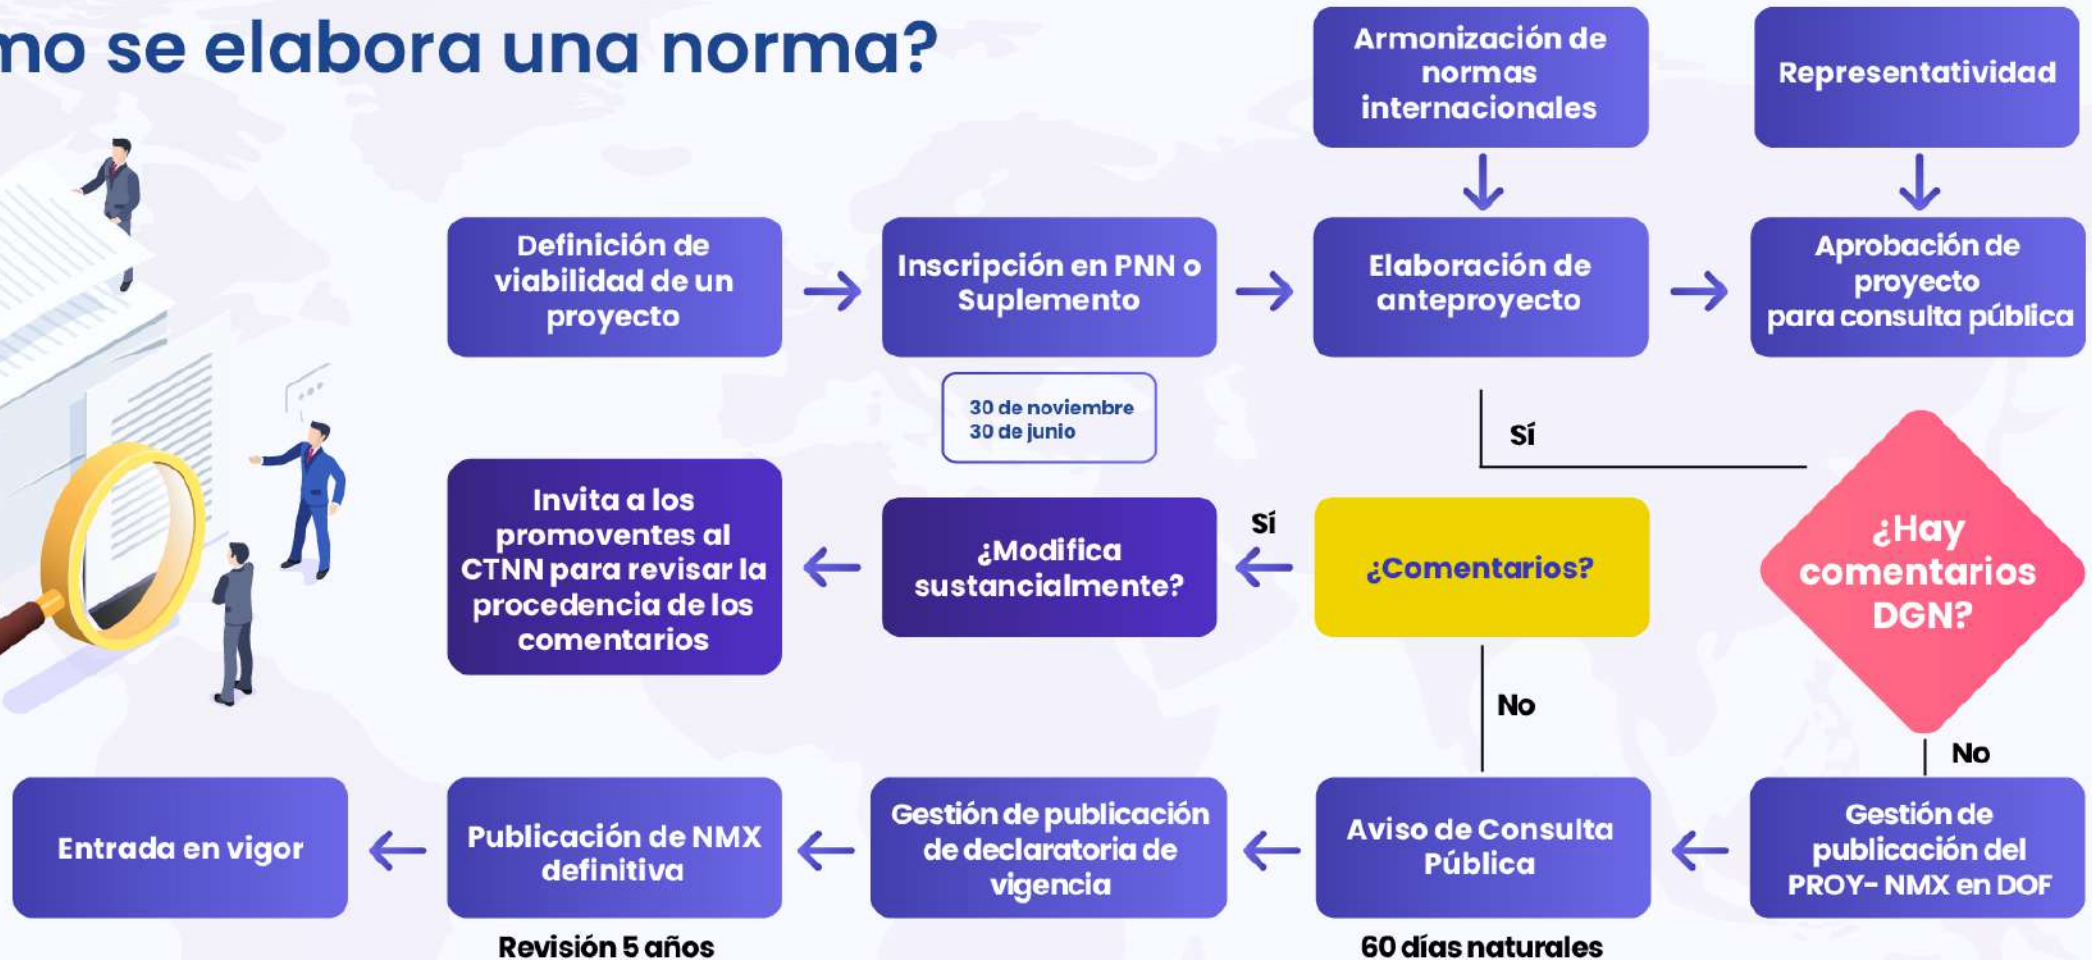 mo se elabora una norma?
Armonización de
normas
internacionales
Representatividad
Definición de
viabilidad de un
proyecto
Inscripción en PNN o
Suplemento
Elaboración de
anteproyecto
Aprobación de
proyecto
para consulta pública
30 de noviembre
30 de junio
Sí
Invita a los
promoventes al
CTNN para revisar la
procedencia de los
comentarios
¿Modifica
sustancialmente?
Sí
¿Comentarios?
¿Hay
comentarios
DGN?
No
No
Entrada en vigor
Publicación de NMX
definitiva
Gestión de publicación
de declaratoria de
vigencia
Aviso de Consulta
Pública
Gestión de
publicación del
PROY- NMX en DOF
Revisión 5 años
60 días naturales